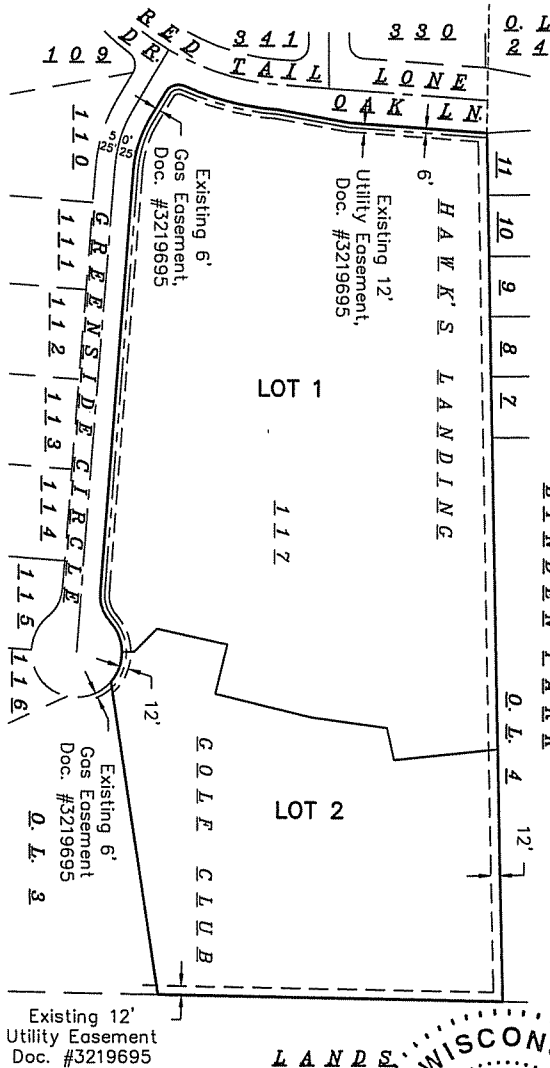 RED TAIL DR.
341
330
O. L.
24
109
LONE OAK LN.
110
50'
25'
25'
Existing 6'
Gas Easement,
Doc. #3219695
Existing 12'
Utility Easement,
Doc. #3219695
6'
11
10
9
8
7
HAWK'S LANDING
GREENSIDE CIRCLE
111
112
113
114
115
116
LOT 1
117
12'
O. L. 4
GOLF CLUB
Existing 6'
Gas Easement
Doc. #3219695
O. L. 3
LOT 2
12'
Existing 12'
Utility Easement
Doc. #3219695
LANDS
WISCON